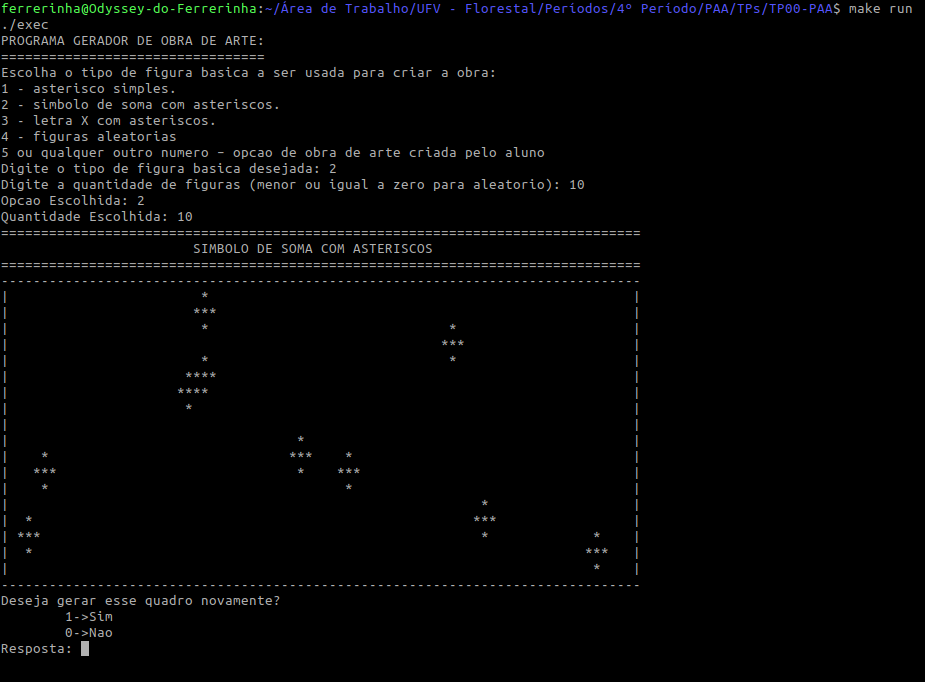 ferrerinha@Odyssey-do-Ferrerinha:~/Área de Trabalho/UFV - Florestal/Períodos/4º Período/PAA/TPs/TP00-PAA$ make run
./exec
PROGRAMA GERADOR DE OBRA DE ARTE:
=================================
Escolha o tipo de figura basica a ser usada para criar a obra:
1 - asterisco simples.
2 - simbolo de soma com asteriscos.
3 - letra X com asteriscos.
4 - figuras aleatorias
5 ou qualquer outro numero – opcao de obra de arte criada pelo aluno
Digite o tipo de figura basica desejada: 2
Digite a quantidade de figuras (menor ou igual a zero para aleatorio): 10
Opcao Escolhida: 2
Quantidade Escolhida: 10
================================================================================
                        SIMBOLO DE SOMA COM ASTERISCOS
================================================================================
--------------------------------------------------------------------------------
|                        *                                                     |
|                       ***                                                    |
|                        *                              *                      |
|                                                      ***                     |
|                        *                              *                      |
|                      ****                                                    |
|                     ****                                                     |
|                      *                                                       |
|                                                                              |
|                                    *                                         |
|    *                              ***    *                                   |
|   ***                              *    ***                                  |
|    *                                     *                                   |
|                                                           *                  |
|  *                                                       ***                 |
| ***                                                       *             *    |
|  *                                                                     ***   |
|                                                                         *    |
--------------------------------------------------------------------------------
Deseja gerar esse quadro novamente?
        1->Sim
        0->Nao
Resposta: